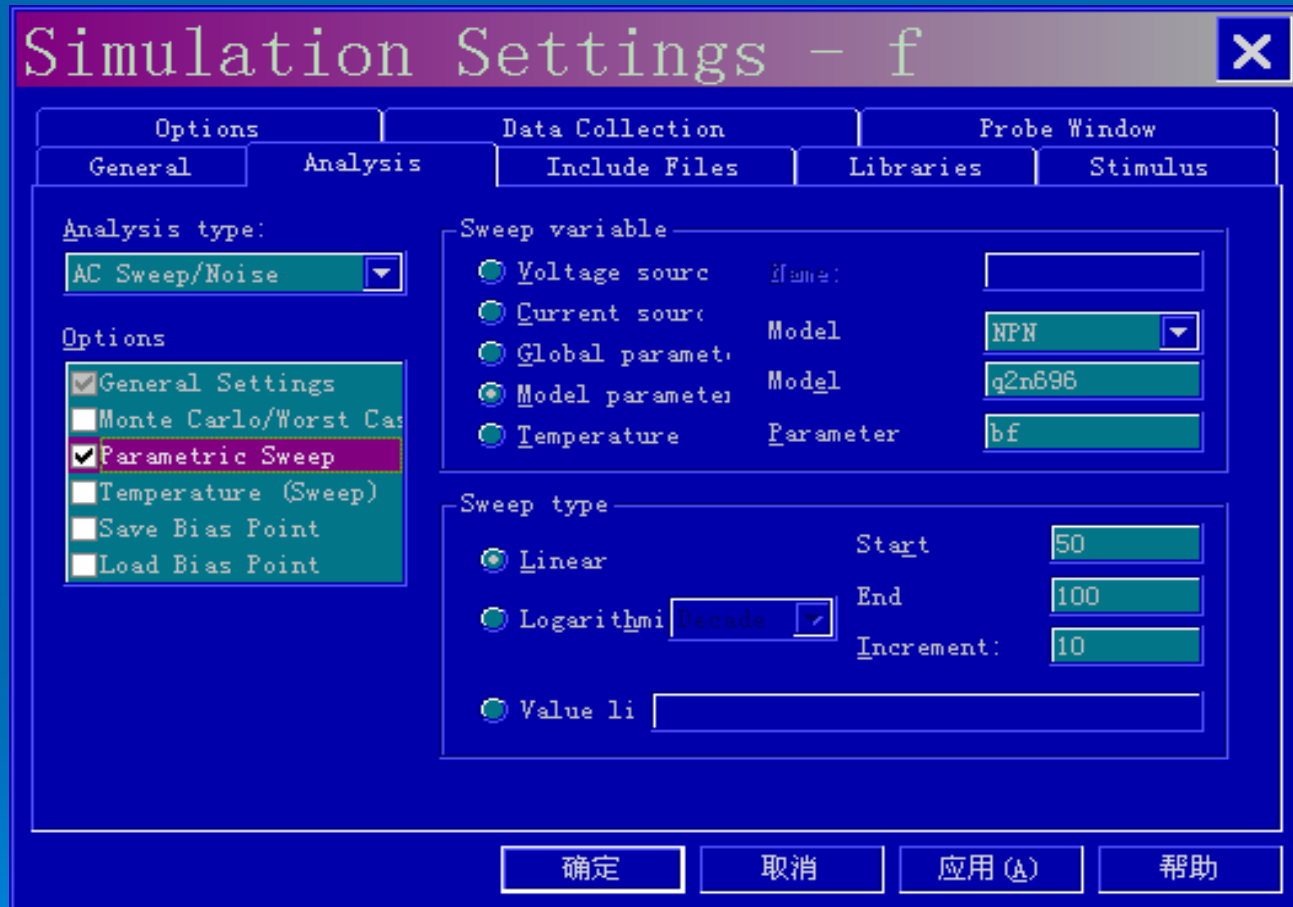 Simulation Settings - f
Options Data Collection Probe Window
General Analysis Include Files Libraries Stimulus
Analysis type:
AC Sweep/Noise
Options
General Settings
Monte Carlo/Worst Cas
Parametric Sweep
Temperature (Sweep)
Save Bias Point
Load Bias Point
Sweep variable
Voltage sourc
Current sourc
Global paramet
Model parameter
Temperature
Name:
Model NPN
Model q2n696
Parameter bf
Sweep type
Linear
Logarithmi Decade
Value li
Start 50
End 100
Increment: 10
确定 取消 应用(A) 帮助